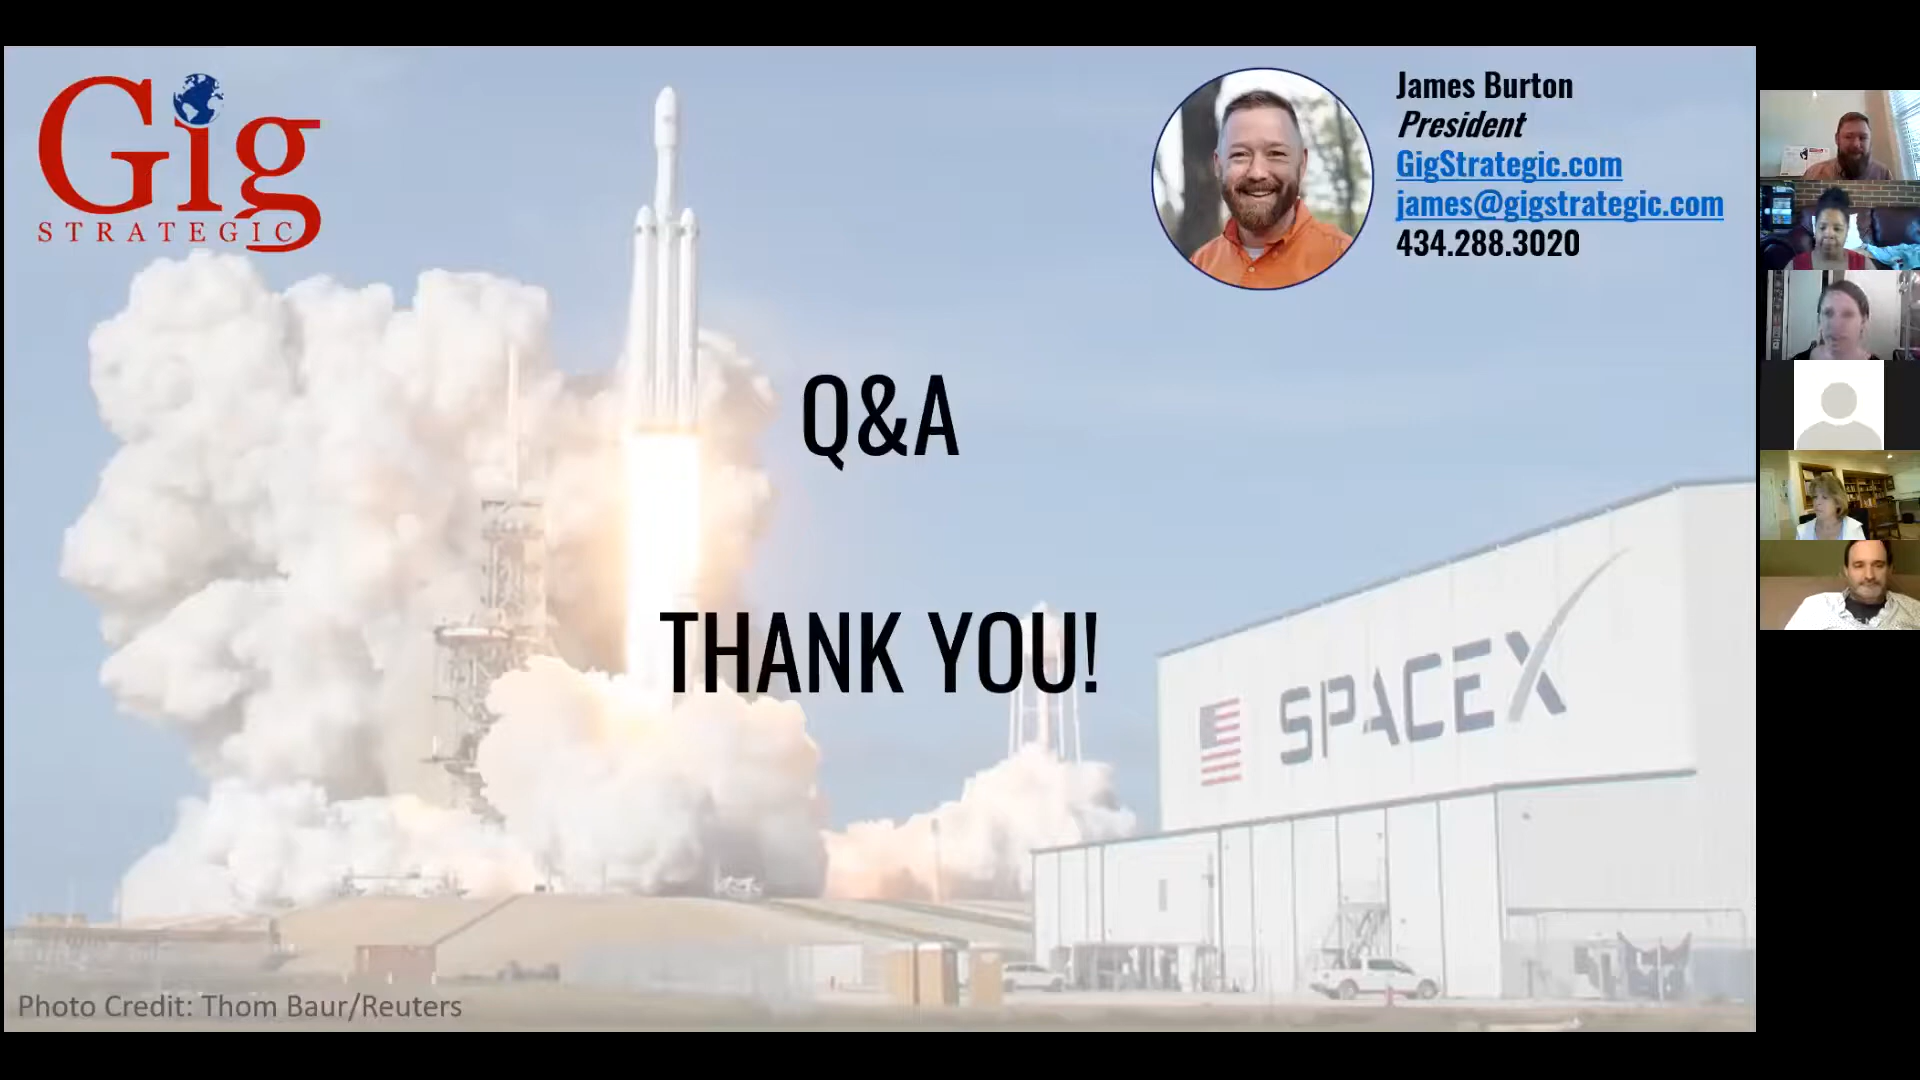 Gig
STRATEGIC
James Burton
President
GigStrategic.com
james@gigstrategic.com
434.288.3020
Q&A
THANK YOU!
SPACEX
Photo Credit: Thom Baur/Reuters